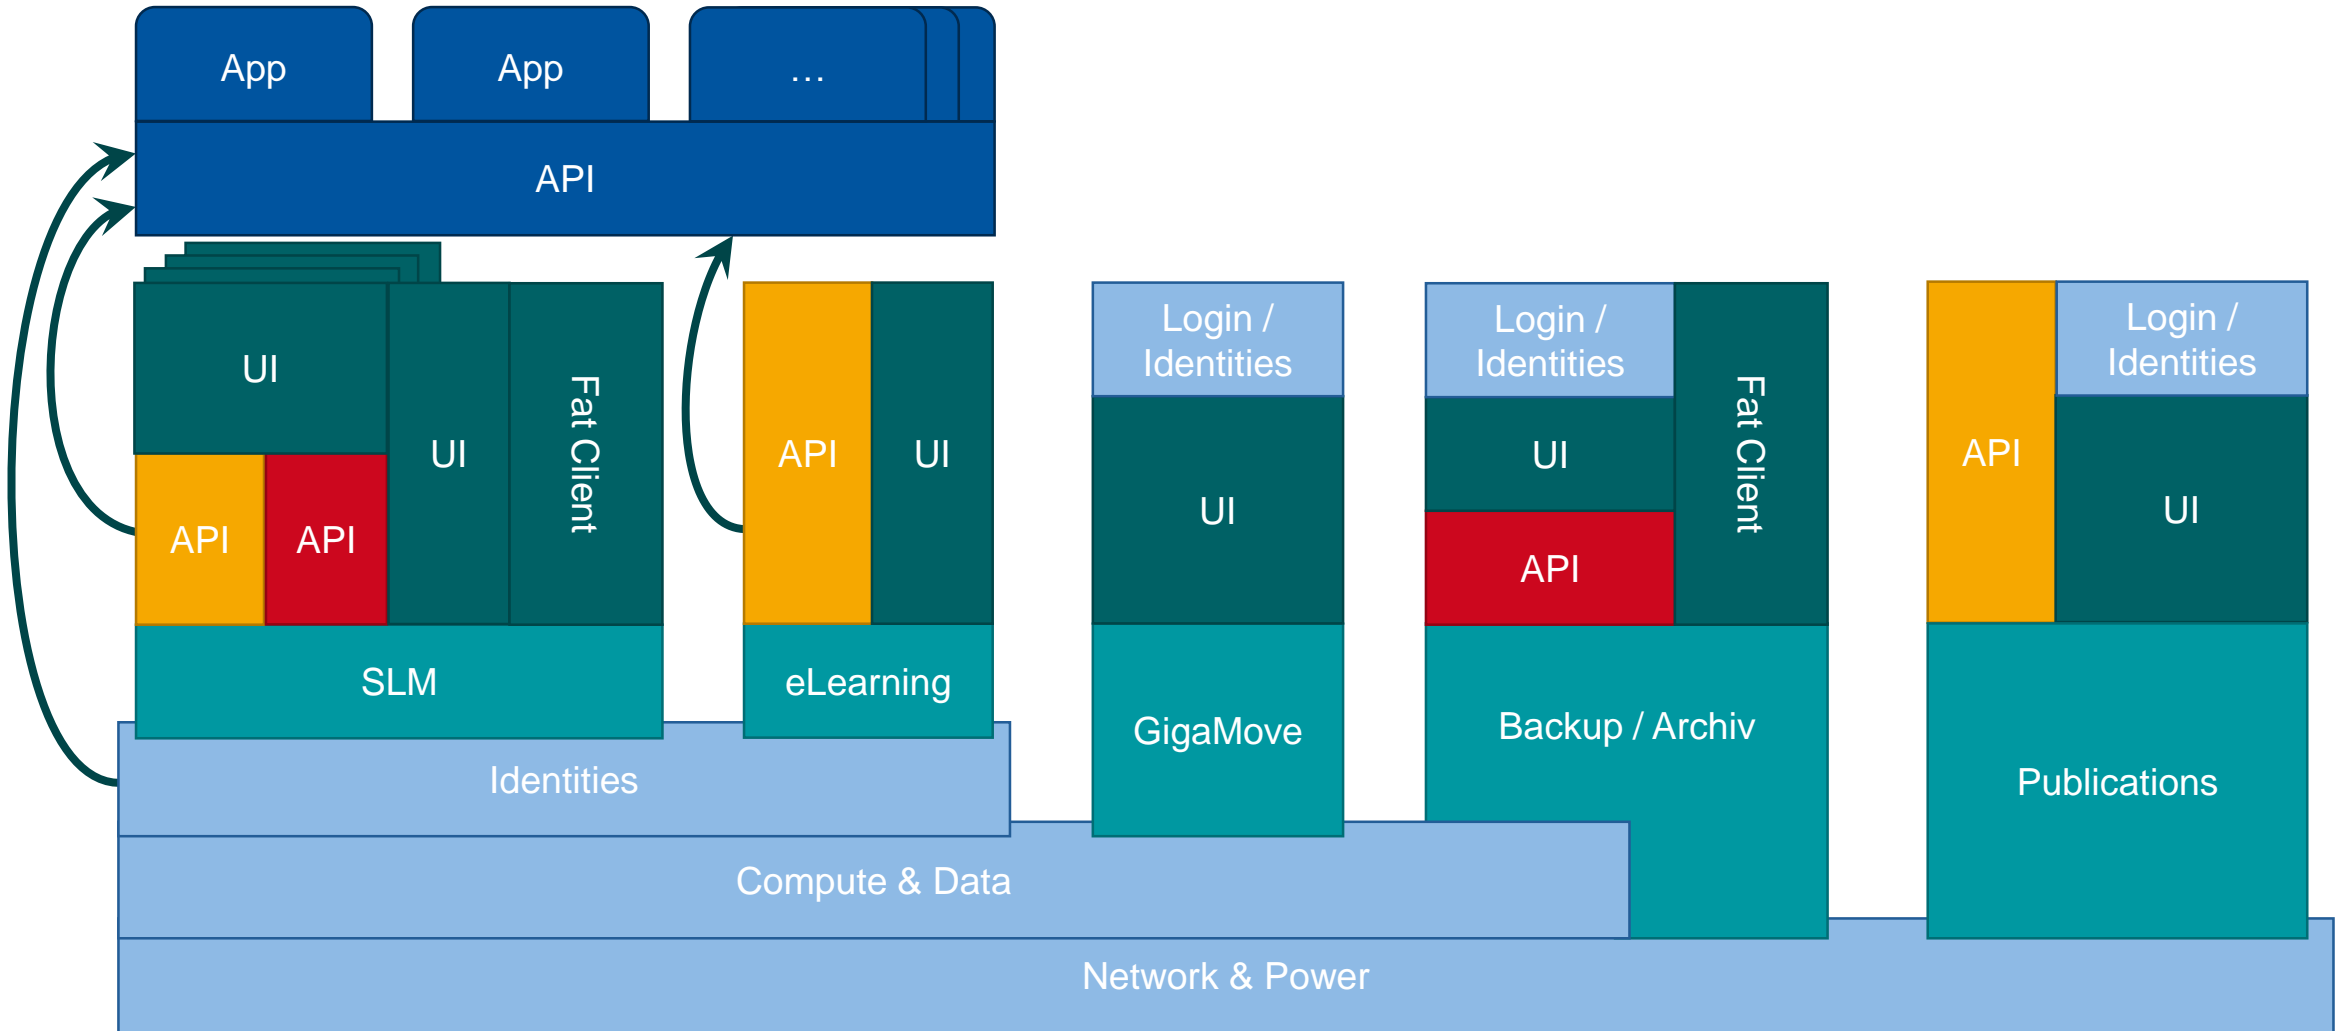 App
App
…
API
UI
API
API
UI
Fat Client
SLM
API
UI
eLearning
Login /
Identities
UI
GigaMove
Login /
Identities
UI
API
Fat Client
Backup / Archiv
API
Login /
Identities
UI
Publications
Identities
Compute & Data
Network & Power